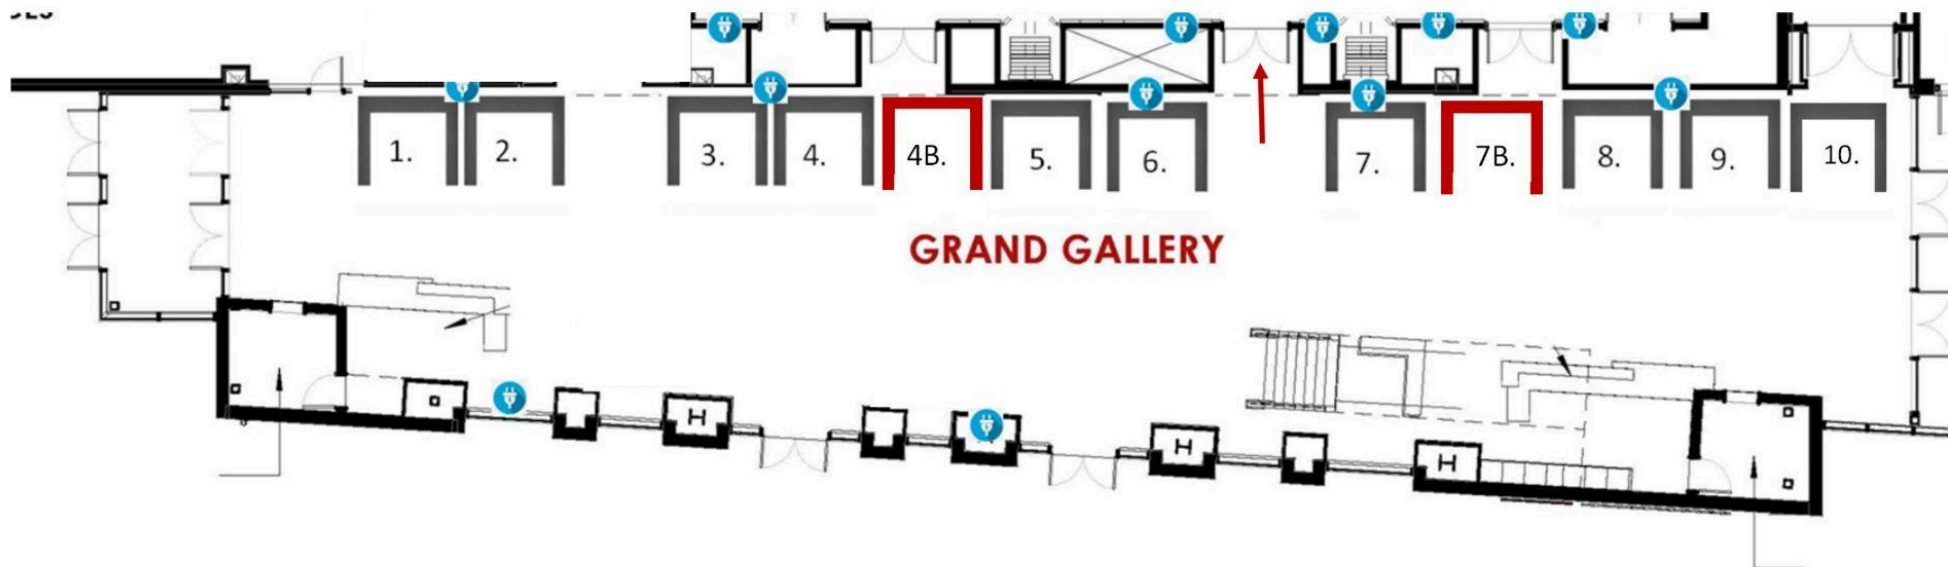 1.
2.
3.
4.
4B.
5.
6.
7.
7B.
8.
9.
10.
GRAND GALLERY
H
H
H